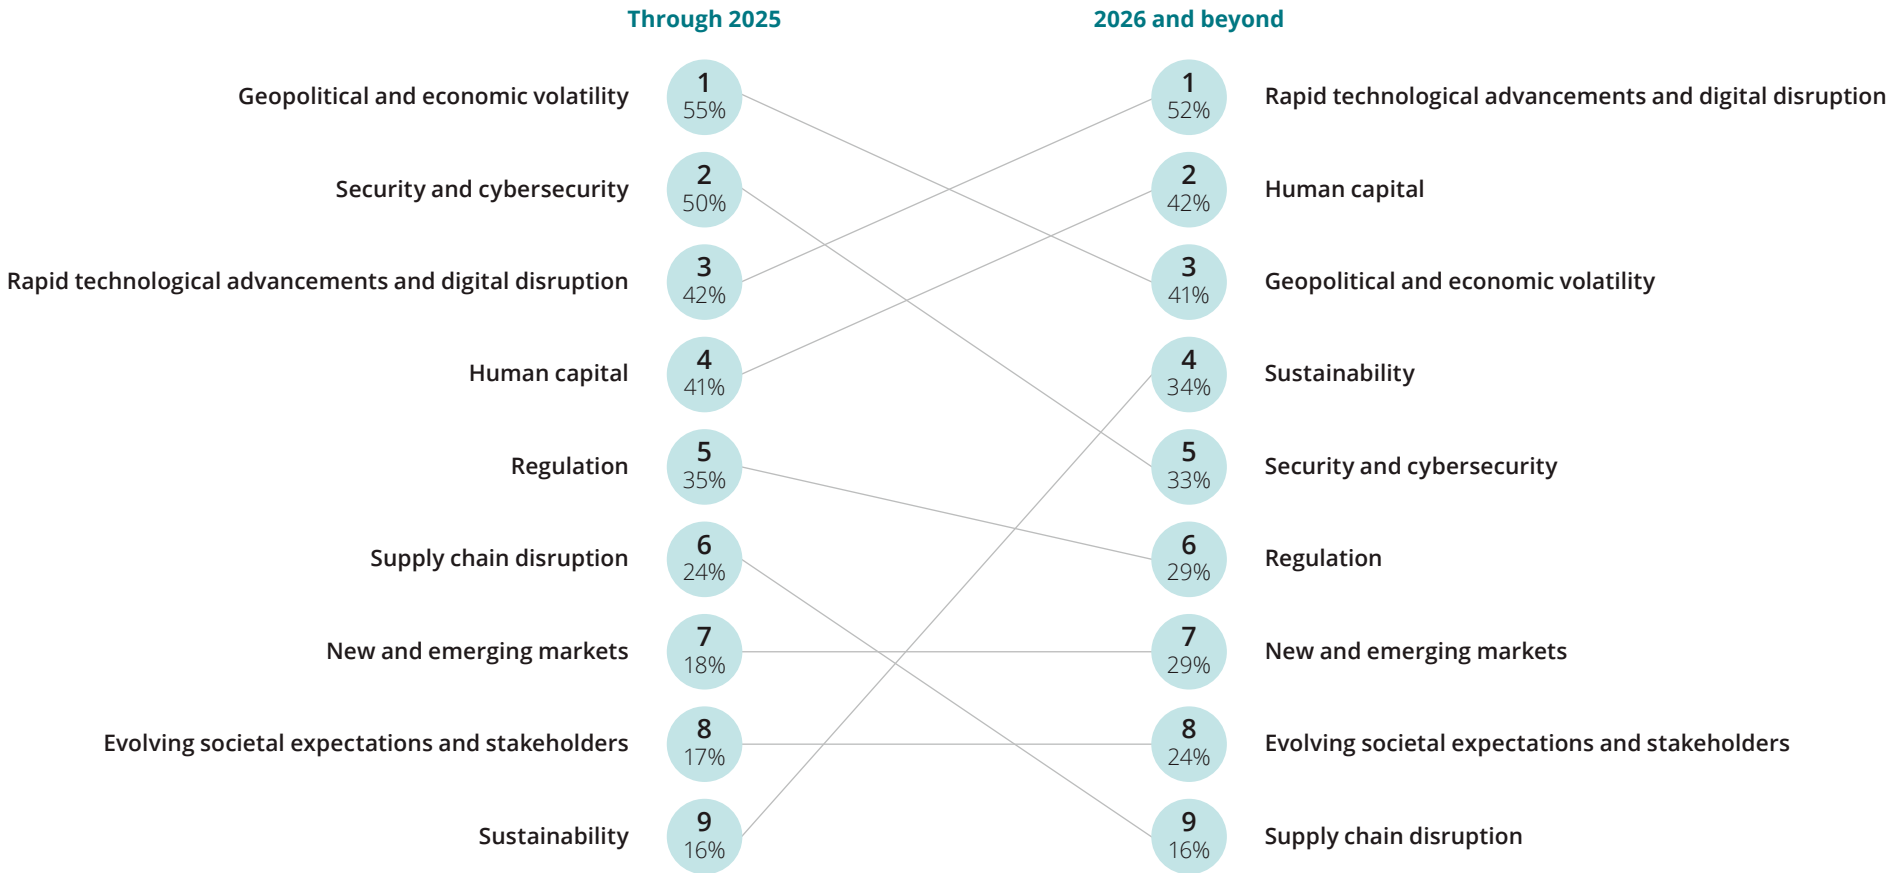 Through 2025
2026 and beyond
Geopolitical and economic volatility
1
55%
1
52%
Rapid technological advancements and digital disruption
Security and cybersecurity
2
50%
2
42%
Human capital
Rapid technological advancements and digital disruption
3
42%
3
41%
Geopolitical and economic volatility
Human capital
4
41%
4
34%
Sustainability
Regulation
5
35%
5
33%
Security and cybersecurity
Supply chain disruption
6
24%
6
29%
Regulation
New and emerging markets
7
18%
7
29%
New and emerging markets
Evolving societal expectations and stakeholders
8
17%
8
24%
Evolving societal expectations and stakeholders
Sustainability
9
16%
9
16%
Supply chain disruption